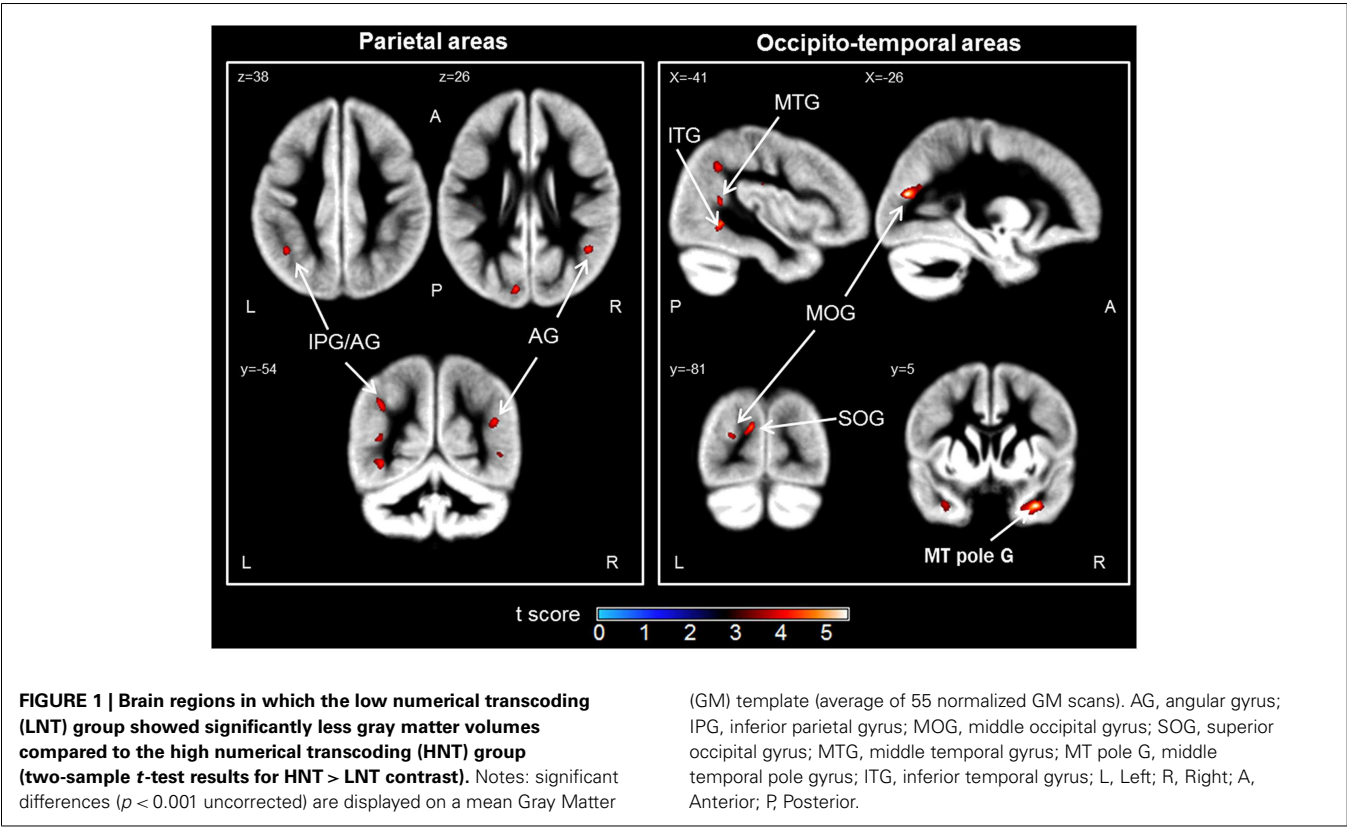 Parietal areas
z=38
z=26
A
P
L
R
IPG/AG
AG
y=-54
L
R
Occipito-temporal areas
X=-41
X=-26
MTG
ITG
P
A
MOG
y=-81
y=5
SOG
MT pole G
L
R
t score
0 1 2 3 4 5
FIGURE 1 | Brain regions in which the low numerical transcoding
(LNT) group showed significantly less gray matter volumes
compared to the high numerical transcoding (HNT) group
(two-sample t-test results for HNT > LNT contrast). Notes: significant
differences (p < 0.001 uncorrected) are displayed on a mean Gray Matter
(GM) template (average of 55 normalized GM scans). AG, angular gyrus;
IPG, inferior parietal gyrus; MOG, middle occipital gyrus; SOG, superior
occipital gyrus; MTG, middle temporal gyrus; MT pole G, middle
temporal pole gyrus; ITG, inferior temporal gyrus; L, Left; R, Right; A,
Anterior; P, Posterior.